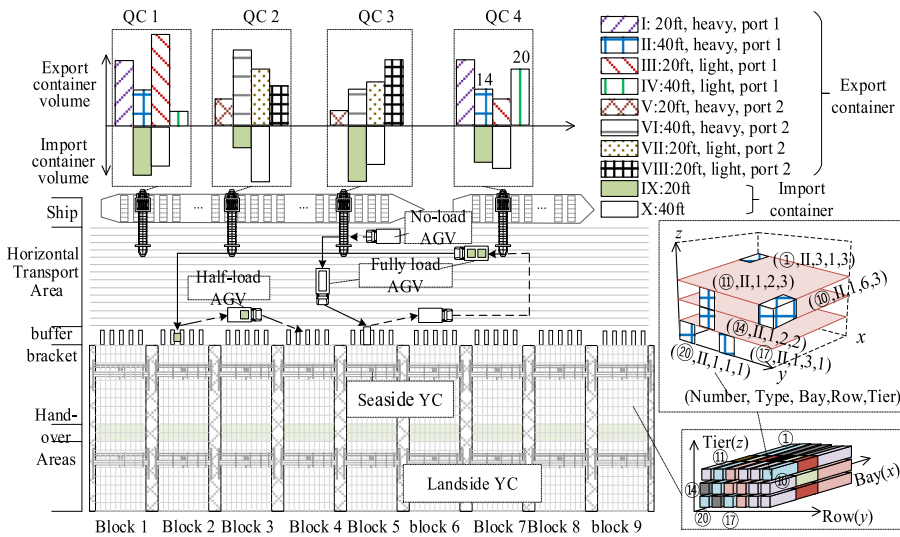 QC 1
QC 2
QC 3
QC 4
Export
container
volume
Import
container
volume
14
20
I: 20ft, heavy, port 1
II:40ft, heavy, port 1
III:20ft, light, port 1
IV:40ft, light, port 1
V:20ft, heavy, port 2
VI:40ft, heavy, port 2
VII:20ft, light, port 2
VIII:20ft, light, port 2
IX:20ft
X:40ft
Export
container
Import
container
Ship
...
...
...
Horizontal
Transport
Area
No-load
AGV
Fully load
AGV
Half-load
AGV
buffer
bracket
Hand-
over
Areas
Seaside YC
Landside YC
Block 1
Block 2
Block 3
Block 4
Block 5
block 6
Block 7
Block 8
block 9
z
(①,II,3,1,3)
(⑪,II,1,2,3)
(⑩,II,1,6,3)
(⑭,II,1,2,2)
(⑳,II,1,1,1)
(⑰,II,1,3,1)
x
y
(Number, Type, Bay,Row,Tier)
Tier(z)
①
⑪
⑩
⑭
⑳
⑰
Bay(x)
Row(y)